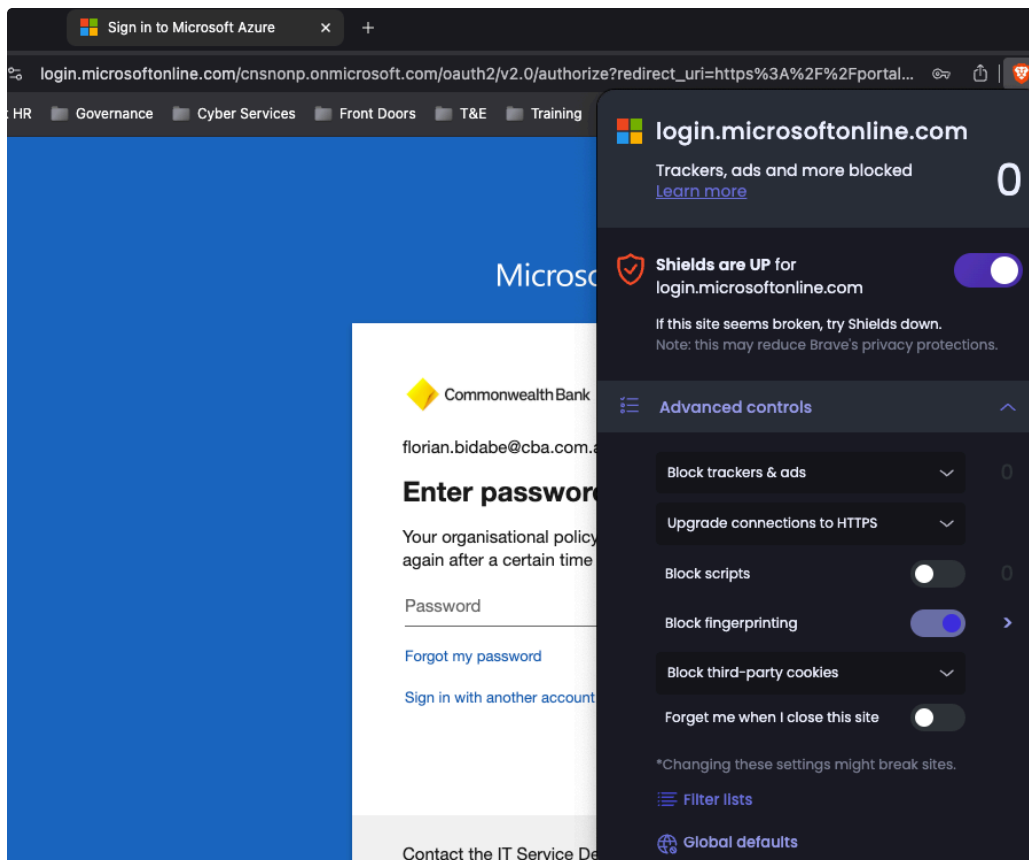 Sign in to Microsoft Azure
login.microsoftonline.com/cnsnonp.onmicrosoft.com/oauth2/v2.0/authorize?redirect_uri=https%3A%2F%2Fportal...
HR Governance Cyber Services Front Doors T&E Training
login.microsoftonline.com
Trackers, ads and more blocked 0
Learn more
Shields are UP for
login.microsoftonline.com
If this site seems broken, try Shields down.
Note: this may reduce Brave's privacy protections.
Advanced controls
Block trackers & ads 0
Upgrade connections to HTTPS
Block scripts 0
Block fingerprinting
Block third-party cookies
Forget me when I close this site
*Changing these settings might break sites.
Filter lists
Global defaults
Microso
CommonwealthBank
florian.bidabe@cba.com.a
Enter password
Your organisational policy
again after a certain time
Password
Forgot my password
Sign in with another account
Contact the IT Service De